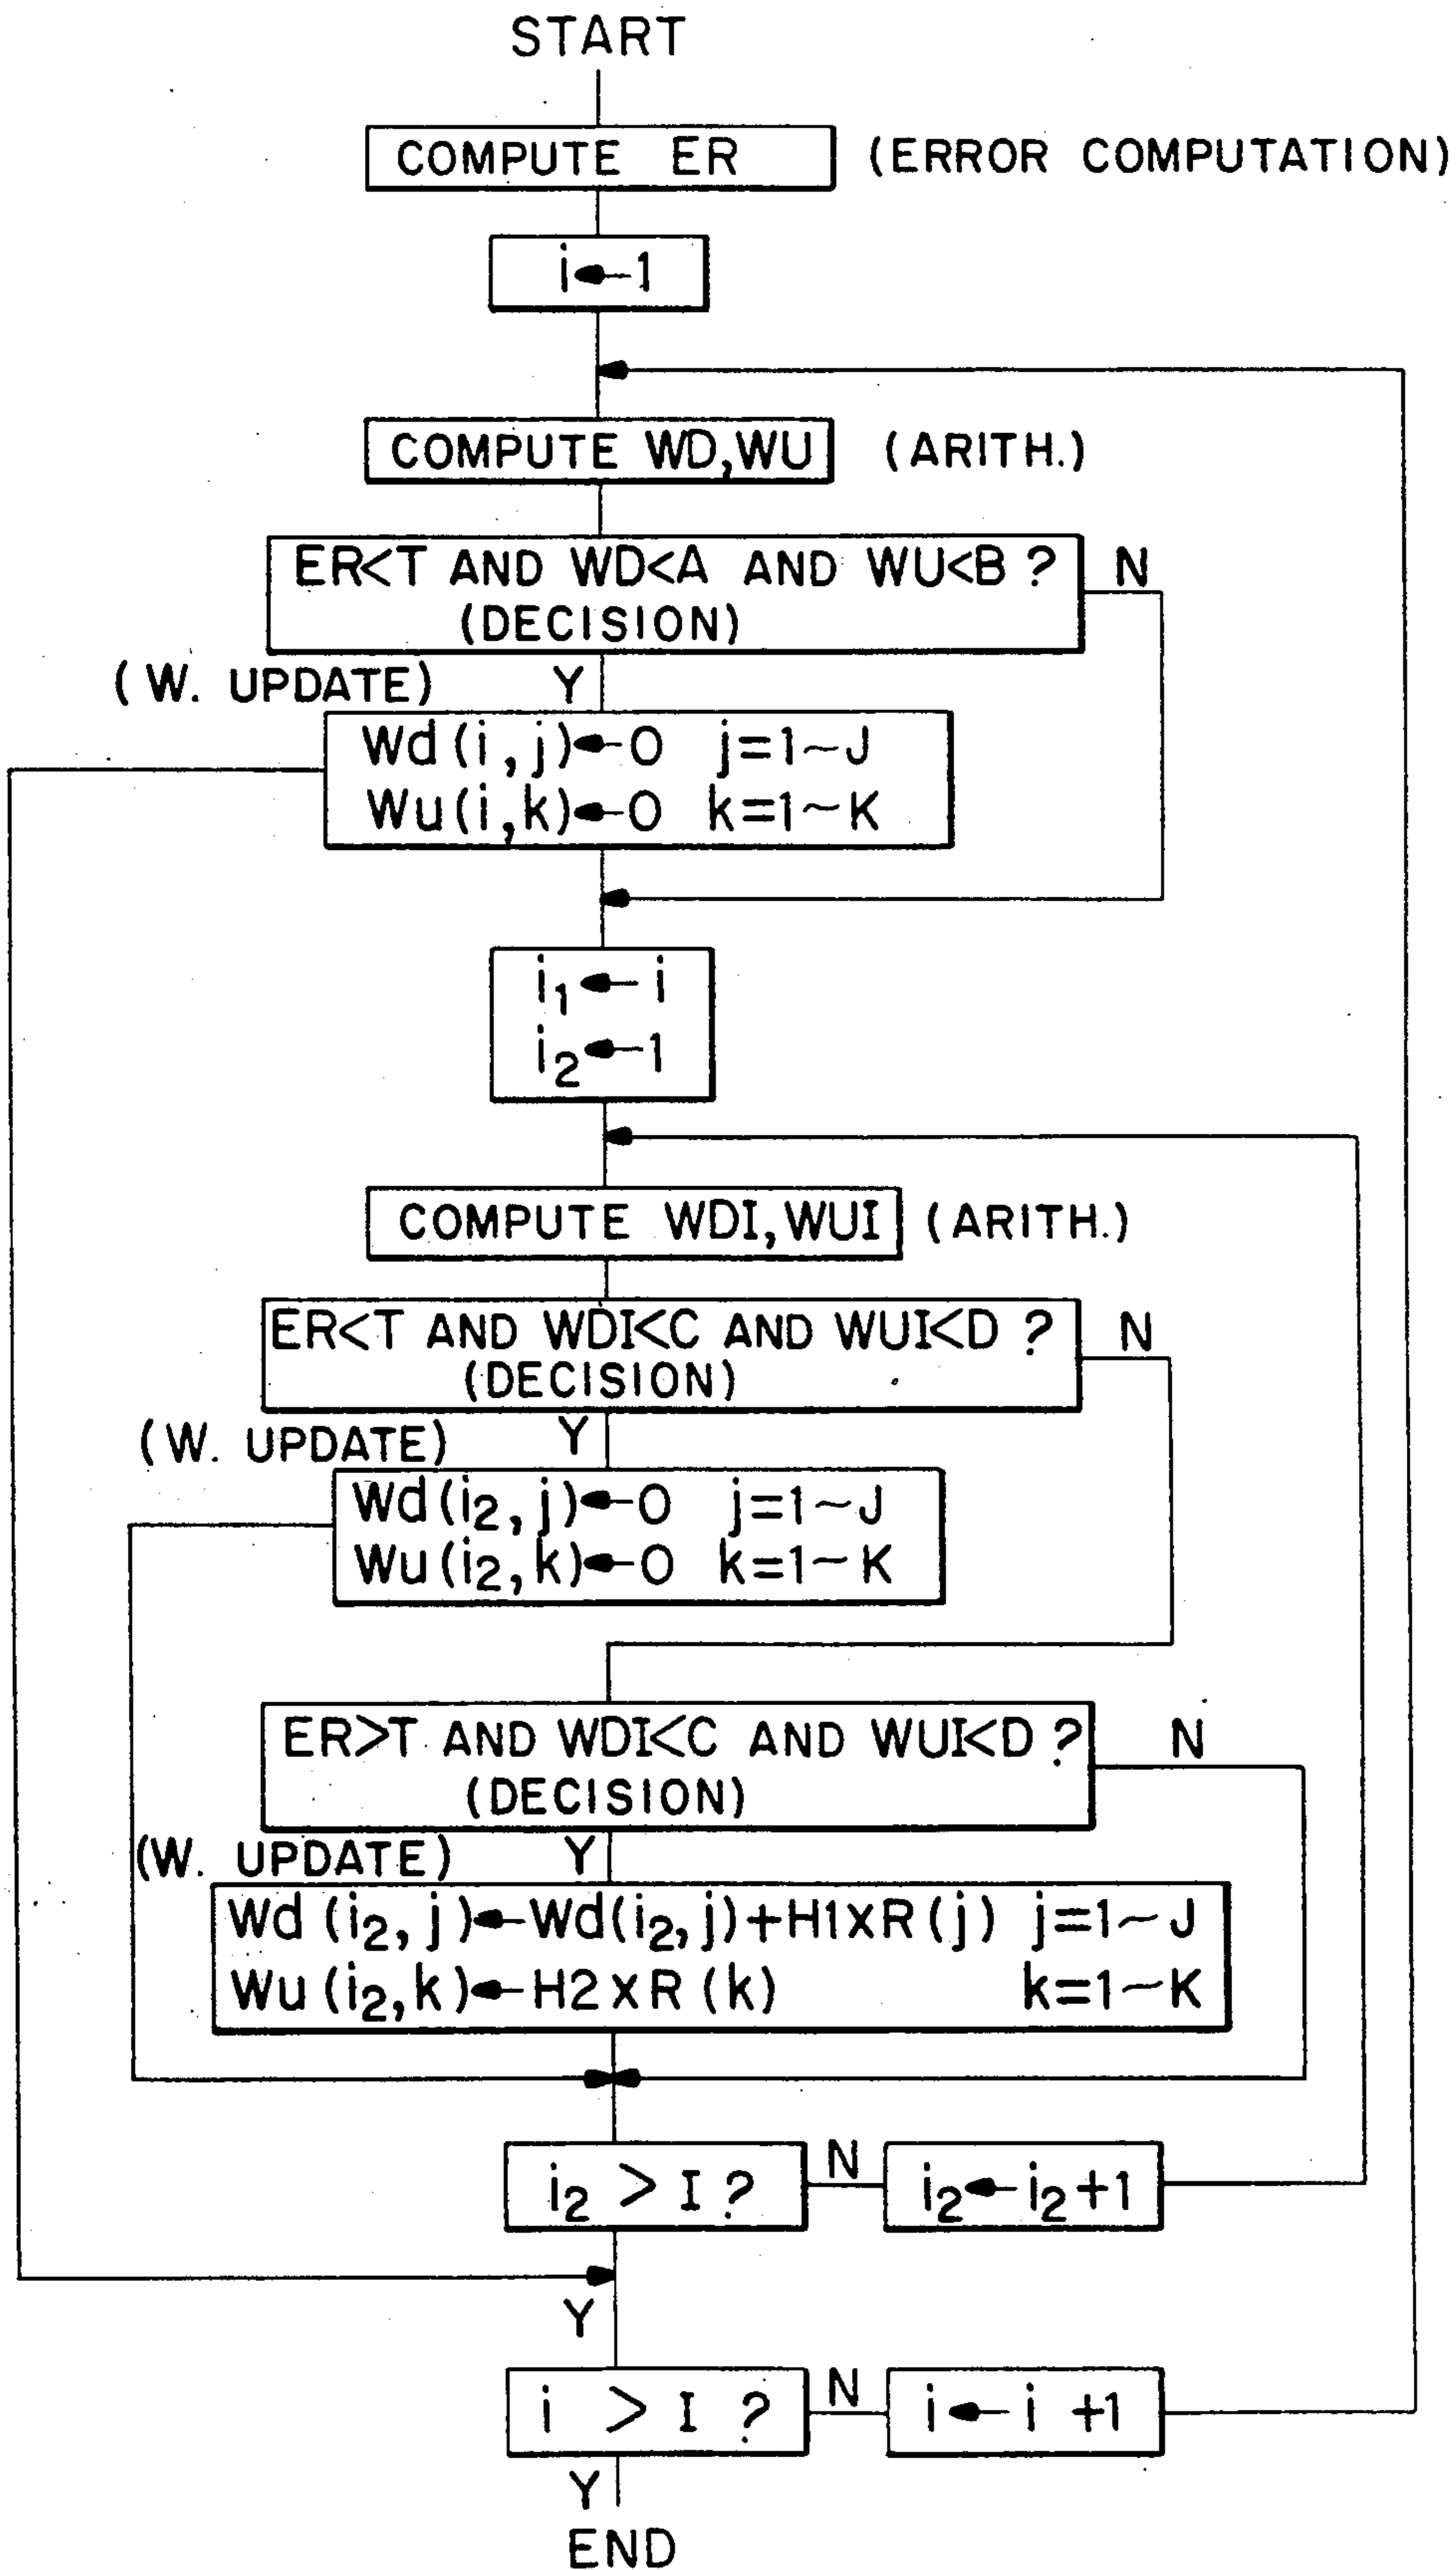 START
COMPUTE ER (ERROR COMPUTATION)
i←1
COMPUTE WD,WU (ARITH.)
ER<T AND WD<A AND WU<B ? N
(DECISION)
(W. UPDATE) Y
Wd(i,j)←0 j=1~J
Wu(i,k)←0 k=1~K
i₁←i
i₂←1
COMPUTE WDI,WUI (ARITH.)
ER<T AND WDI<C AND WUI<D ? N
(DECISION)
(W. UPDATE) Y
Wd(i₂,j)←0 j=1~J
Wu(i₂,k)←0 k=1~K
ER>T AND WDI<C AND WUI<D ? N
(DECISION)
(W. UPDATE) Y
Wd(i₂,j)←Wd(i₂,j)+H1xR(j) j=1~J
Wu(i₂,k)←H2xR(k) k=1~K
i₂ > I ? N i₂←i₂+1
Y
i > I ? N i←i +1
Y
END